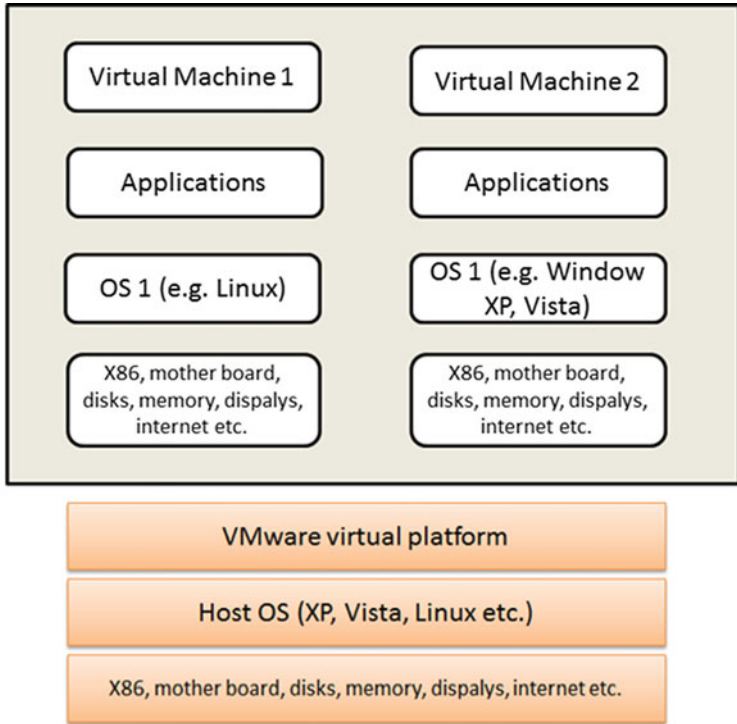 Virtual Machine 1
Virtual Machine 2
Applications
Applications
OS 1 (e.g. Linux)
OS 1 (e.g. Window
XP, Vista)
X86, mother board,
disks, memory, dispalys,
internet etc.
X86, mother board,
disks, memory, dispalys,
internet etc.
VMware virtual platform
Host OS (XP, Vista, Linux etc.)
X86, mother board, disks, memory, dispalys, internet etc.